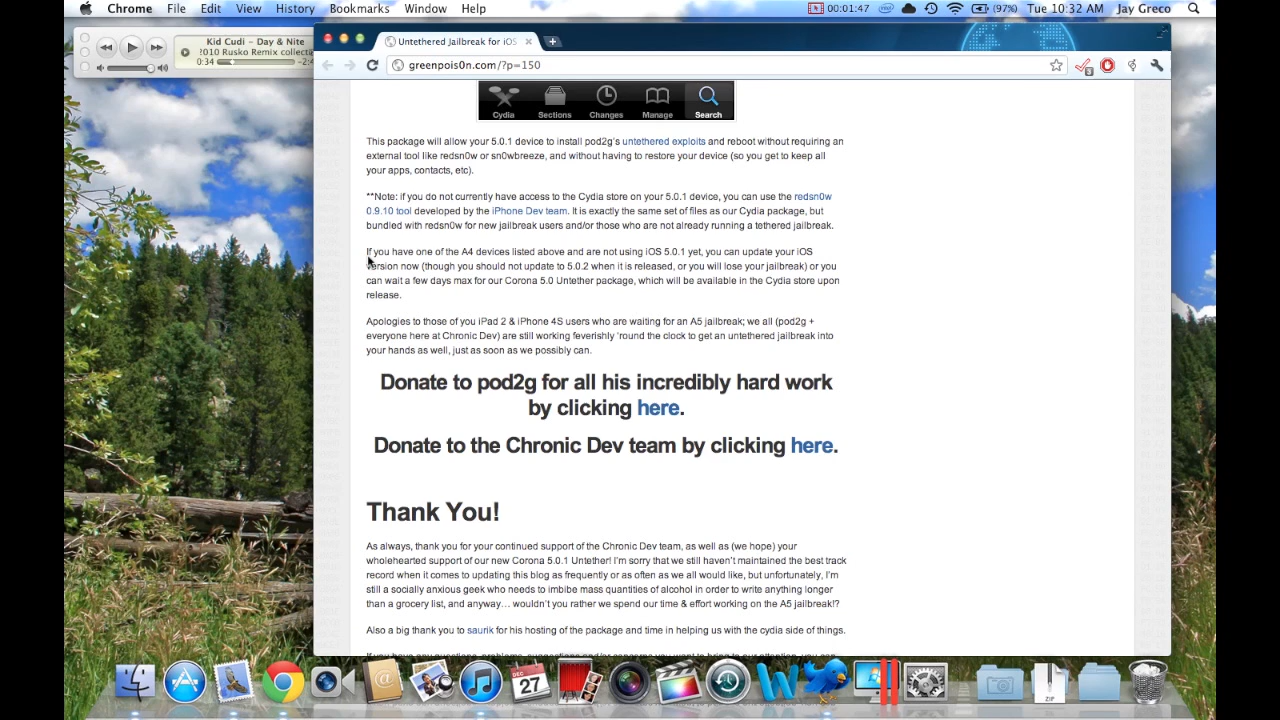 Chrome File Edit View History Bookmarks Window Help 00:01:47 (97%) Tue 10:32 AM Jay Greco
Kid Cudi – Day & Nite
2010 Rusko Remix collect
0:34
Untethered Jailbreak for iOS
greenpois0n.com/?p=150
Cydia Sections Changes Manage Search
This package will allow your 5.0.1 device to install pod2g's untethered exploits and reboot without requiring an
external tool like redsn0w or sn0wbreeze, and without having to restore your device (so you get to keep all
your apps, contacts, etc).
**Note: if you do not currently have access to the Cydia store on your 5.0.1 device, you can use the redsn0w
0.9.10 tool developed by the iPhone Dev team. It is exactly the same set of files as our Cydia package, but
bundled with redsn0w for new jailbreak users and/or those who are not already running a tethered jailbreak.
If you have one of the A4 devices listed above and are not using iOS 5.0.1 yet, you can update your iOS
version now (though you should not update to 5.0.2 when it is released, or you will lose your jailbreak) or you
can wait a few days max for our Corona 5.0 Untether package, which will be available in the Cydia store upon
release.
Apologies to those of you iPad 2 & iPhone 4S users who are waiting for an A5 jailbreak; we all (pod2g +
everyone here at Chronic Dev) are still working feverishly 'round the clock to get an untethered jailbreak into
your hands as well, just as soon as we possibly can.
Donate to pod2g for all his incredibly hard work
by clicking here.
Donate to the Chronic Dev team by clicking here.
Thank You!
As always, thank you for your continued support of the Chronic Dev team, as well as (we hope) your
wholehearted support of our new Corona 5.0.1 Untether! I'm sorry that we still haven't maintained the best track
record when it comes to updating this blog as frequently or as often as we all would like, but unfortunately, I'm
still a socially anxious geek who needs to imbibe mass quantities of alcohol in order to write anything longer
than a grocery list, and anyway… wouldn't you rather we spend our time & effort working on the A5 jailbreak!?
Also a big thank you to saurik for his hosting of the package and time in helping us with the cydia side of things.
DEC
27
ZIP